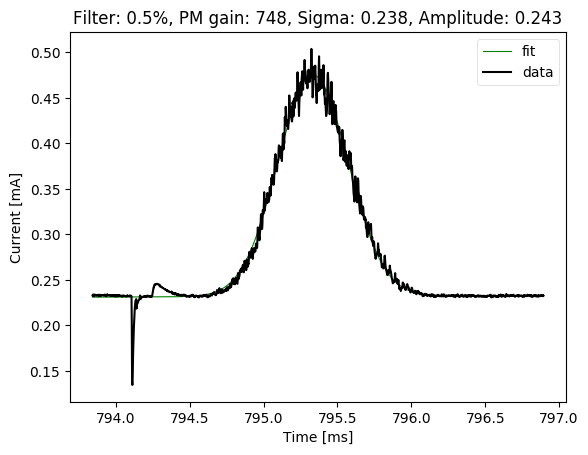 Filter: 0.5%, PM gain: 748, Sigma: 0.238, Amplitude: 0.243
fit
data
Current [mA]
0.50
0.45
0.40
0.35
0.30
0.25
0.20
0.15
794.0 794.5 795.0 795.5 796.0 796.5 797.0
Time [ms]